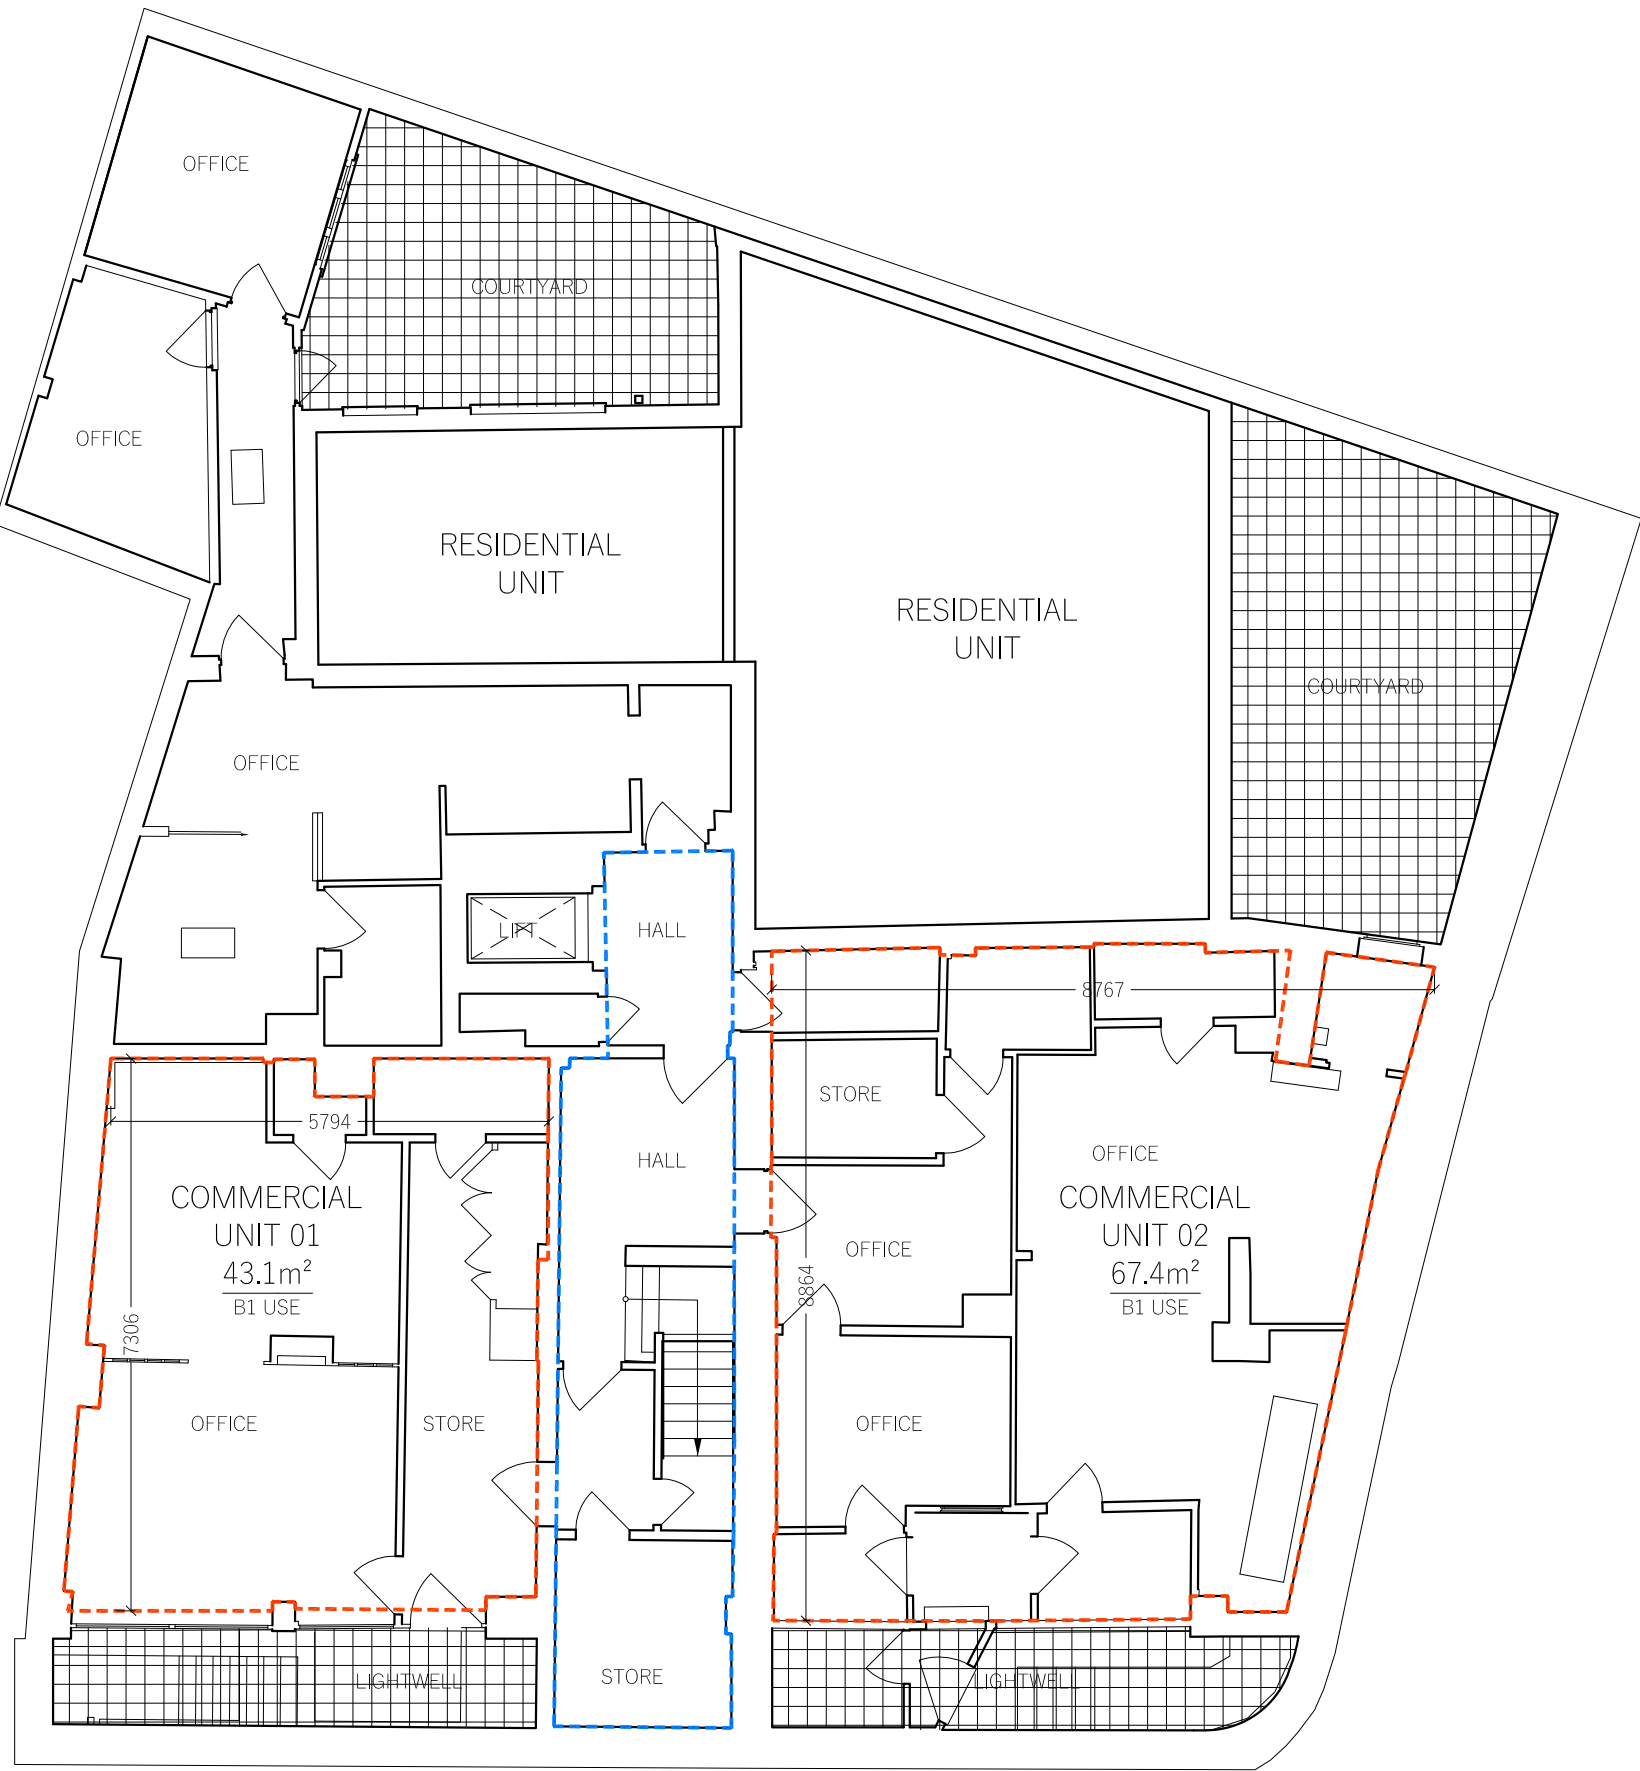 OFFICE
COURTYARD
OFFICE
RESIDENTIAL
UNIT
RESIDENTIAL
UNIT
COURTYARD
OFFICE
LIFT
HALL
8767
STORE
5794
OFFICE
HALL
COMMERCIAL
UNIT 01
43.1m²
B1 USE
COMMERCIAL
UNIT 02
67.4m²
B1 USE
OFFICE
8864
7306
OFFICE
STORE
OFFICE
STORE
LIGHTWELL
LIGHTWELL